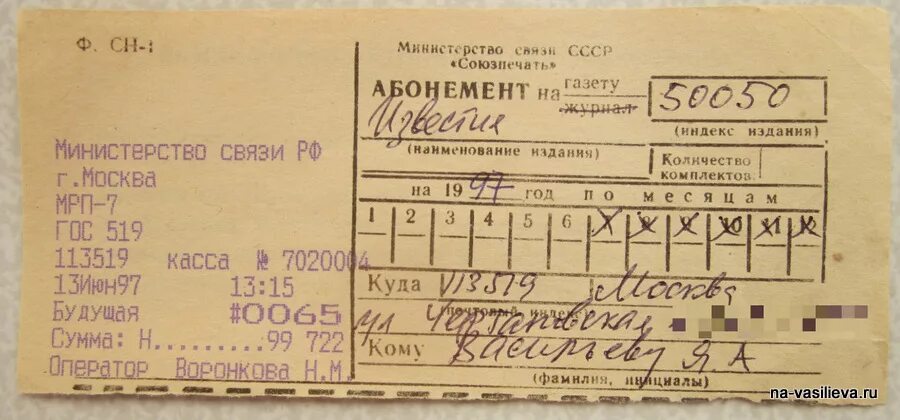 Ф. СН-1
Министерство связи СССР
«Союзпечать»
АБОНЕМЕНТ на газету
журнал
50050
(индекс издания)
Известия
(наименование издания)
Количество
комплектов
на 1997 год по месяцам
1 2 3 4 5 6 7 8 9 10 11 12
Куда 113519 Москва
(почтовый индекс)
ул Чертановская
Кому Васильеву Я А
(фамилия, инициалы)
Министерство связи РФ
г.Москва
МРП-7
ГОС 519
113519 касса № 7020004
13Июн97 13:15
Будущая #0065
Сумма: Н.........99 722
Оператор Воронкова Н.М.
na-vasilieva.ru